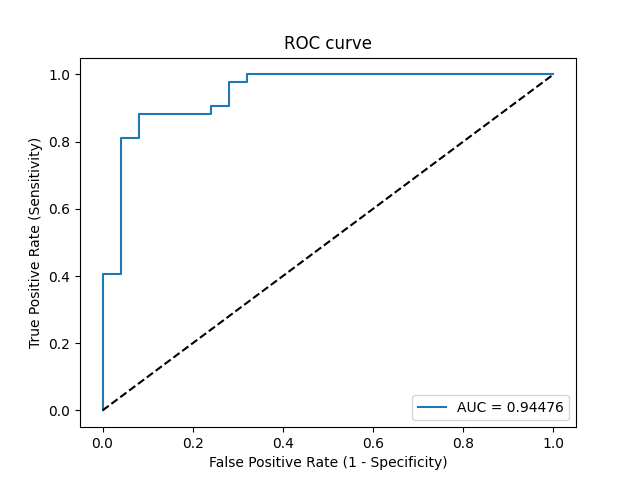 ROC curve
True Positive Rate (Sensitivity)
1.0
0.8
0.6
0.4
0.2
0.0
AUC = 0.94476
0.0 0.2 0.4 0.6 0.8 1.0
False Positive Rate (1 - Specificity)